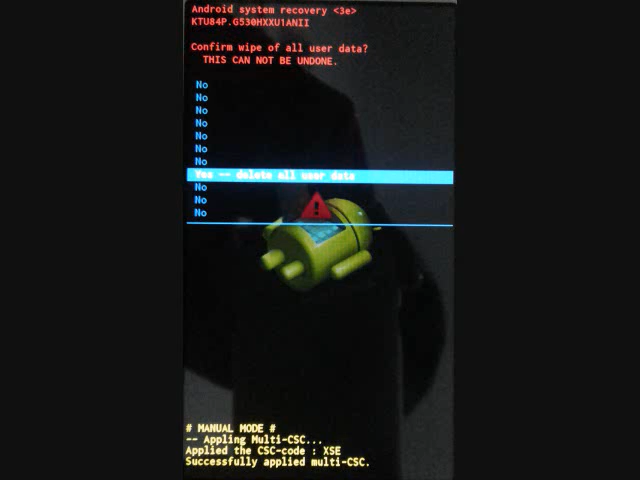 Android system recovery <3e>
KTU84P.G530HXXU1ANII
Confirm wipe of all user data?
THIS CAN NOT BE UNDONE.
No
No
No
No
No
No
No
Yes -- delete all user data
No
No
No
# MANUAL MODE #
-- Appling Multi-CSC...
Applied the CSC-code : XSE
Successfully applied multi-CSC.